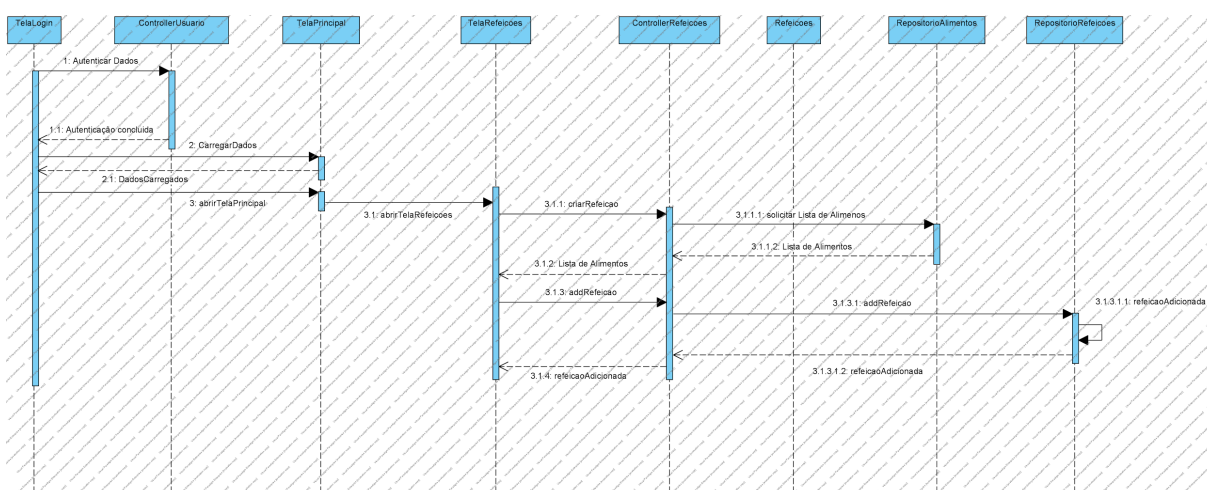 TelaLogin
ControllerUsuario
TelaPrincipal
TelaRefeicoes
ControllerRefeicoes
Refeicoes
RepositorioAlimentos
RepositorioRefeicoes
1: Autenticar Dados
1.1: Autenticação concluida
2: CarregarDados
2.1: DadosCarregados
3: abrirTelaPrincipal
3.1: abrirTelaRefeicoes
3.1.1: criarRefeicao
3.1.1.1: solicitar Lista de Alimenos
3.1.1.2: Lista de Alimentos
3.1.2: Lista de Alimentos
3.1.3: addRefeicao
3.1.3.1: addRefeicao
3.1.3.1.1: refeicaoAdicionada
3.1.3.1.2: refeicaoAdicionada
3.1.4: refeicaoAdicionada